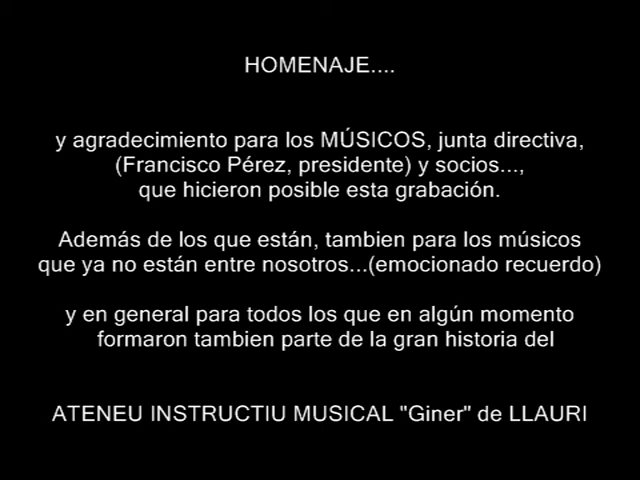 HOMENAJE....
y agradecimiento para los MÚSICOS, junta directiva,
(Francisco Pérez, presidente) y socios...,
que hicieron posible esta grabación.
Además de los que están, tambien para los músicos
que ya no están entre nosotros...(emocionado recuerdo)
y en general para todos los que en algún momento
formaron tambien parte de la gran historia del
ATENEU INSTRUCTIU MUSICAL "Giner" de LLAURI